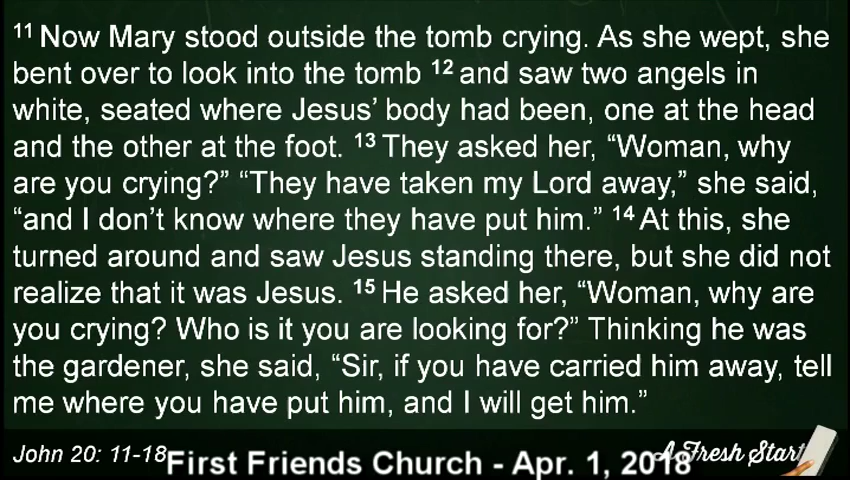 11 Now Mary stood outside the tomb crying. As she wept, she
bent over to look into the tomb 12 and saw two angels in
white, seated where Jesus’ body had been, one at the head
and the other at the foot. 13 They asked her, “Woman, why
are you crying?” “They have taken my Lord away,” she said,
“and I don’t know where they have put him.” 14 At this, she
turned around and saw Jesus standing there, but she did not
realize that it was Jesus. 15 He asked her, “Woman, why are
you crying? Who is it you are looking for?” Thinking he was
the gardener, she said, “Sir, if you have carried him away, tell
me where you have put him, and I will get him.”
John 20: 11-18
First Friends Church - Apr. 1, 2018
A Fresh Start